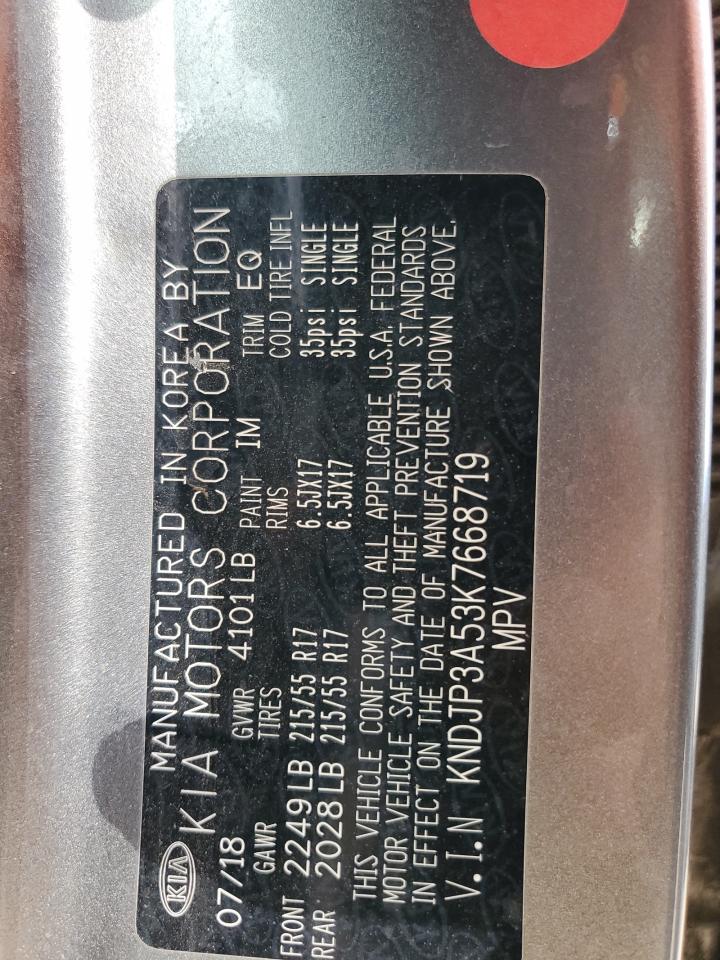 KIA
MANUFACTURED IN KOREA BY
KIA MOTORS CORPORATION
07/18 GVWR 4101LB PAINT IM TRIM EQ
GAWR TIRES RIMS COLD TIRE INFL
FRONT 2249LB 215/55 R17 6.5JX17 35psi SINGLE
REAR 2028LB 215/55 R17 6.5JX17 35psi SINGLE
THIS VEHICLE CONFORMS TO ALL APPLICABLE U.S.A. FEDERAL
MOTOR VEHICLE SAFETY AND THEFT PREVENTION STANDARDS
IN EFFECT ON THE DATE OF MANUFACTURE SHOWN ABOVE.
V.I.N KNDJP3A53K7668719
MPV